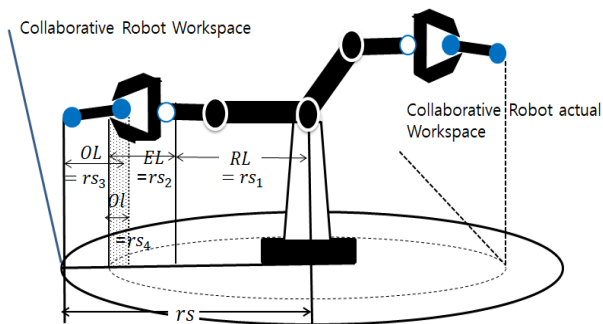 Collaborative Robot Workspace
Collaborative Robot actual
Workspace
OL
= rs₃
EL
=rs₂
RL
= rs₁
Ol
=rs₄
rs